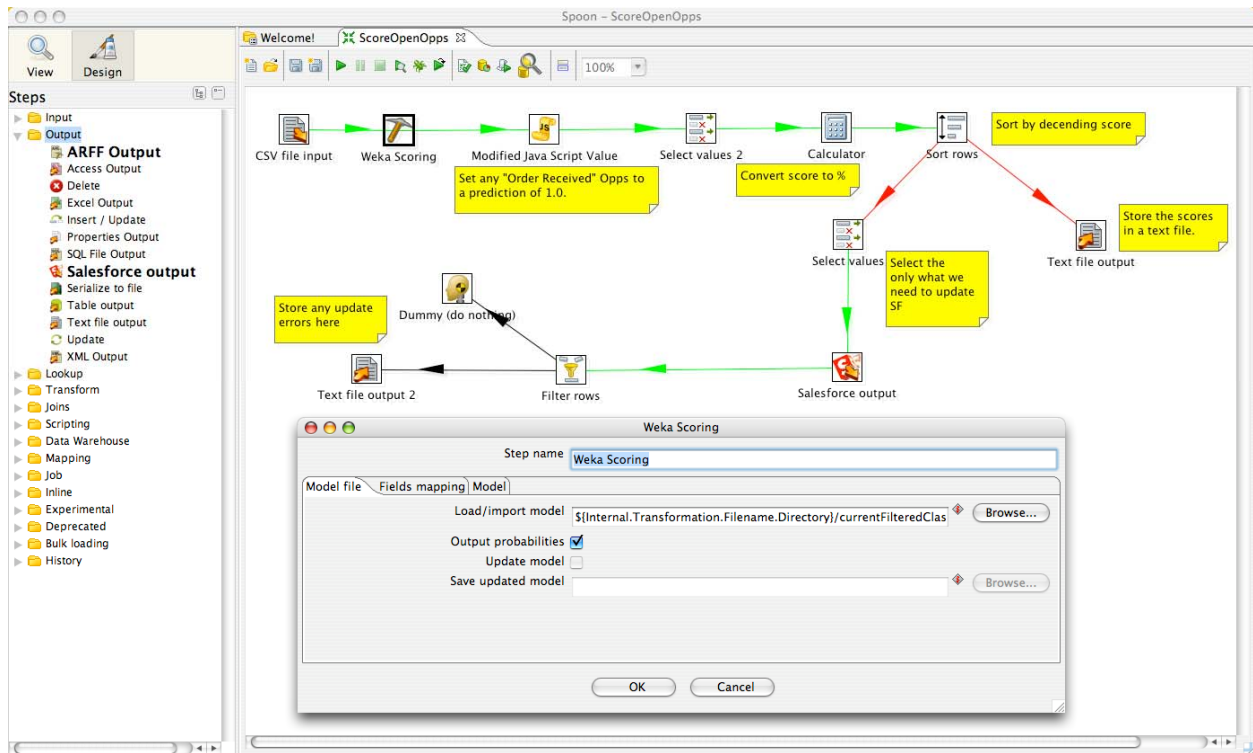 Spoon - ScoreOpenOpps
View
Design
Welcome!
ScoreOpenOpps
100%
Steps
Input
Output
ARFF Output
Access Output
Delete
Excel Output
Insert / Update
Properties Output
SQL File Output
Salesforce output
Serialize to file
Table output
Text file output
Update
XML Output
Lookup
Transform
Joins
Scripting
Data Warehouse
Mapping
Job
Inline
Experimental
Deprecated
Bulk loading
History
CSV file input
Weka Scoring
Modified Java Script Value
Select values 2
Calculator
Sort rows
Sort by decending score
Set any "Order Received" Opps to
a prediction of 1.0.
Convert score to %
Store the scores
in a text file.
Select values
Text file output
Select the
only what we
need to update
SF
Store any update
errors here
Dummy (do nothing)
Text file output 2
Filter rows
Salesforce output
Weka Scoring
Step name
Weka Scoring
Model file
Fields mapping
Model
Load/import model
${Internal.Transformation.Filename.Directory}/currentFilteredClas
Browse...
Output probabilities
Update model
Save updated model
Browse...
OK
Cancel